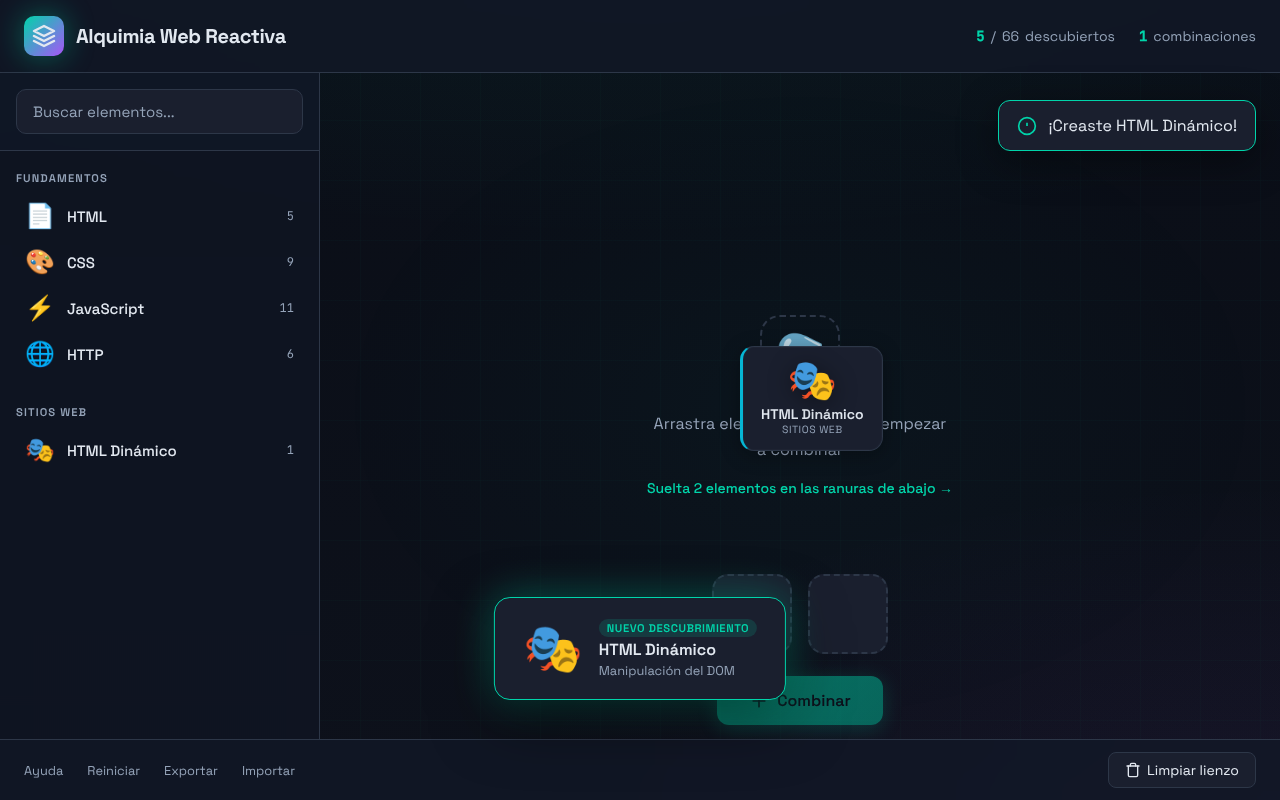 Alquimia Web Reactiva
5 / 66 descubiertos
1 combinaciones
Buscar elementos...
¡Creaste HTML Dinámico!
FUNDAMENTOS
HTML 5
CSS 9
JavaScript 11
HTTP 6
SITIOS WEB
HTML Dinámico 1
HTML Dinámico
SITIOS WEB
Arrastra ele empezar
a combinar
Suelta 2 elementos en las ranuras de abajo →
NUEVO DESCUBRIMIENTO
HTML Dinámico
Manipulación del DOM
+ Combinar
Ayuda
Reiniciar
Exportar
Importar
Limpiar lienzo